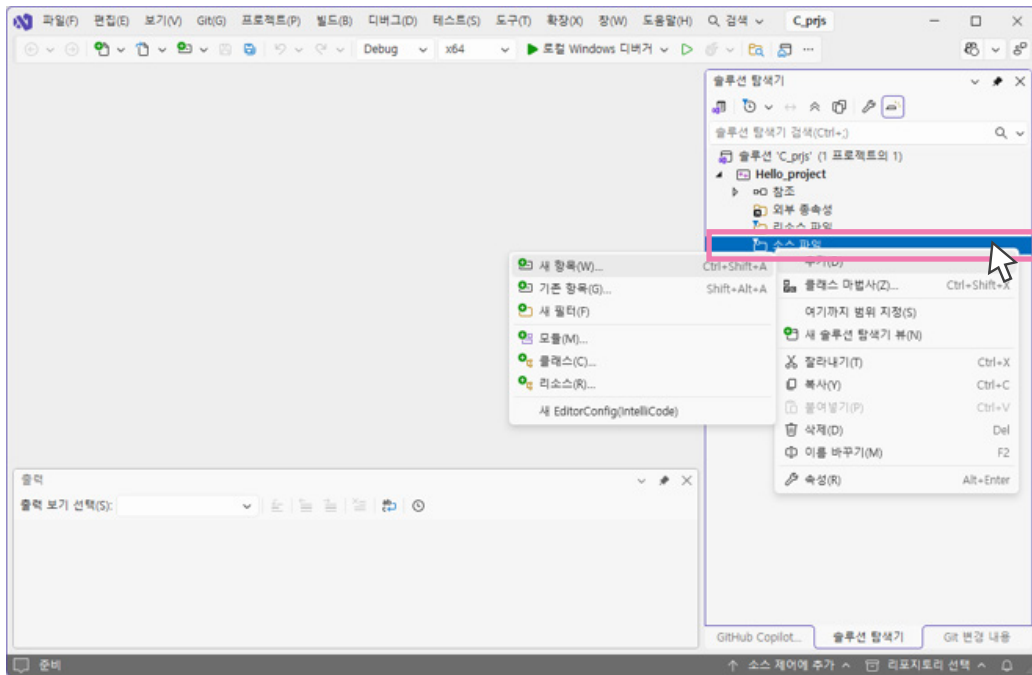 파일(F) 편집(E) 보기(V) Git(G) 프로젝트(P) 빌드(B) 디버그(D) 테스트(S) 도구(T) 확장(X) 창(W) 도움말(H) 검색 C_prjs
Debug x64 로컬 Windows 디버거
솔루션 탐색기
솔루션 탐색기 검색(Ctrl+;)
솔루션 'C_prjs' (1 프로젝트의 1)
Hello_project
참조
외부 종속성
리소스 파일
소스 파일
추가(D)
새 항목(W)... Ctrl+Shift+A
기존 항목(G)... Shift+Alt+A
새 필터(F)
모듈(M)...
클래스(C)...
리소스(R)...
새 EditorConfig(IntelliCode)
클래스 마법사(Z)... Ctrl+Shift+X
여기까지 범위 지정(S)
새 솔루션 탐색기 뷰(N)
잘라내기(T) Ctrl+X
복사(Y) Ctrl+C
붙여넣기(P) Ctrl+V
삭제(D) Del
이름 바꾸기(M) F2
속성(R) Alt+Enter
출력
출력 보기 선택(S):
GitHub Copilot... 솔루션 탐색기 Git 변경 내용
준비 소스 제어에 추가 리포지토리 선택